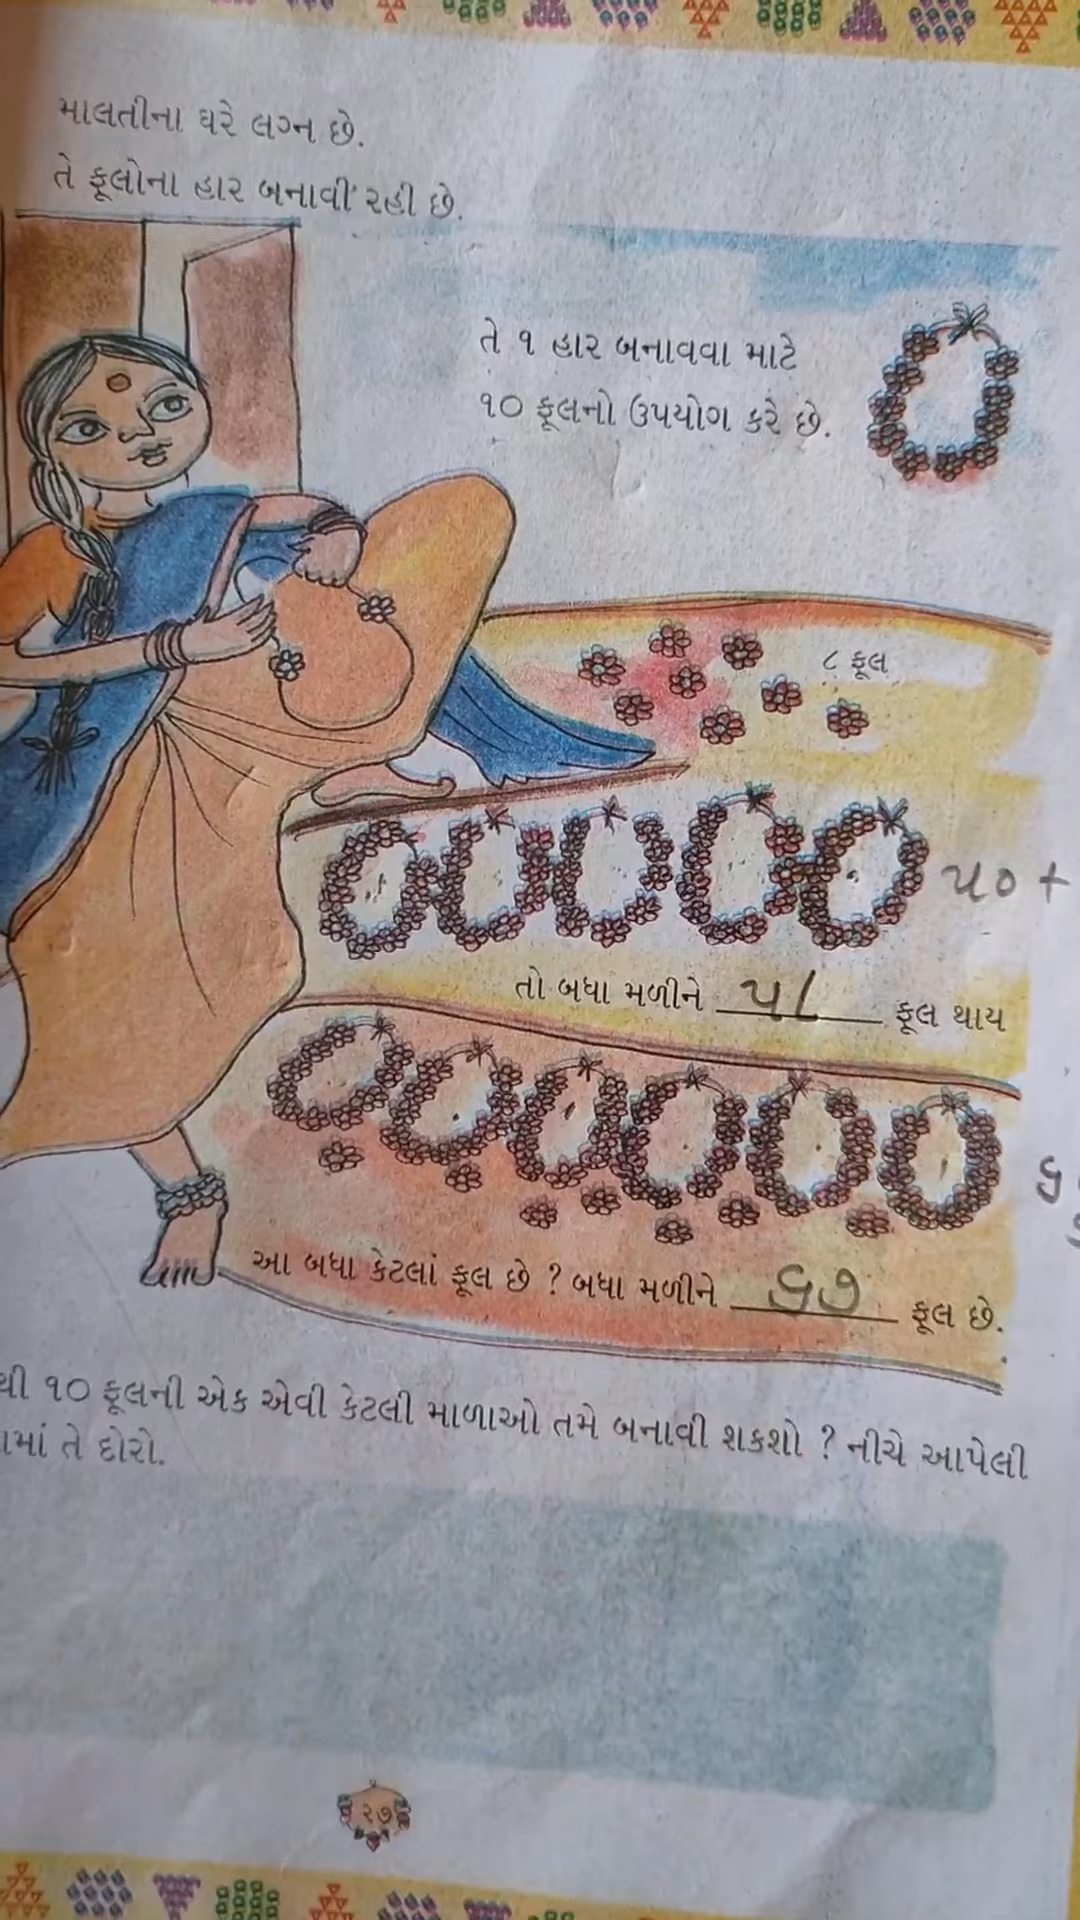 માલતીના ઘરે લગ્ન છે.
તે ફૂલોના હાર બનાવી રહી છે.
તે ૧ હાર બનાવવા માટે
૧૦ ફૂલનો ઉપયોગ કરે છે.
૮ ફૂલ
૫૦ +
તો બધા મળીને ૫૮ ફૂલ થાય
આ બધા કેટલાં ફૂલ છે ? બધા મળીને ૬૭ ફૂલ છે.
થી ૧૦ ફૂલની એક એવી કેટલી માળાઓ તમે બનાવી શકશો ? નીચે આપેલી
માં તે દોરો.
૨૭